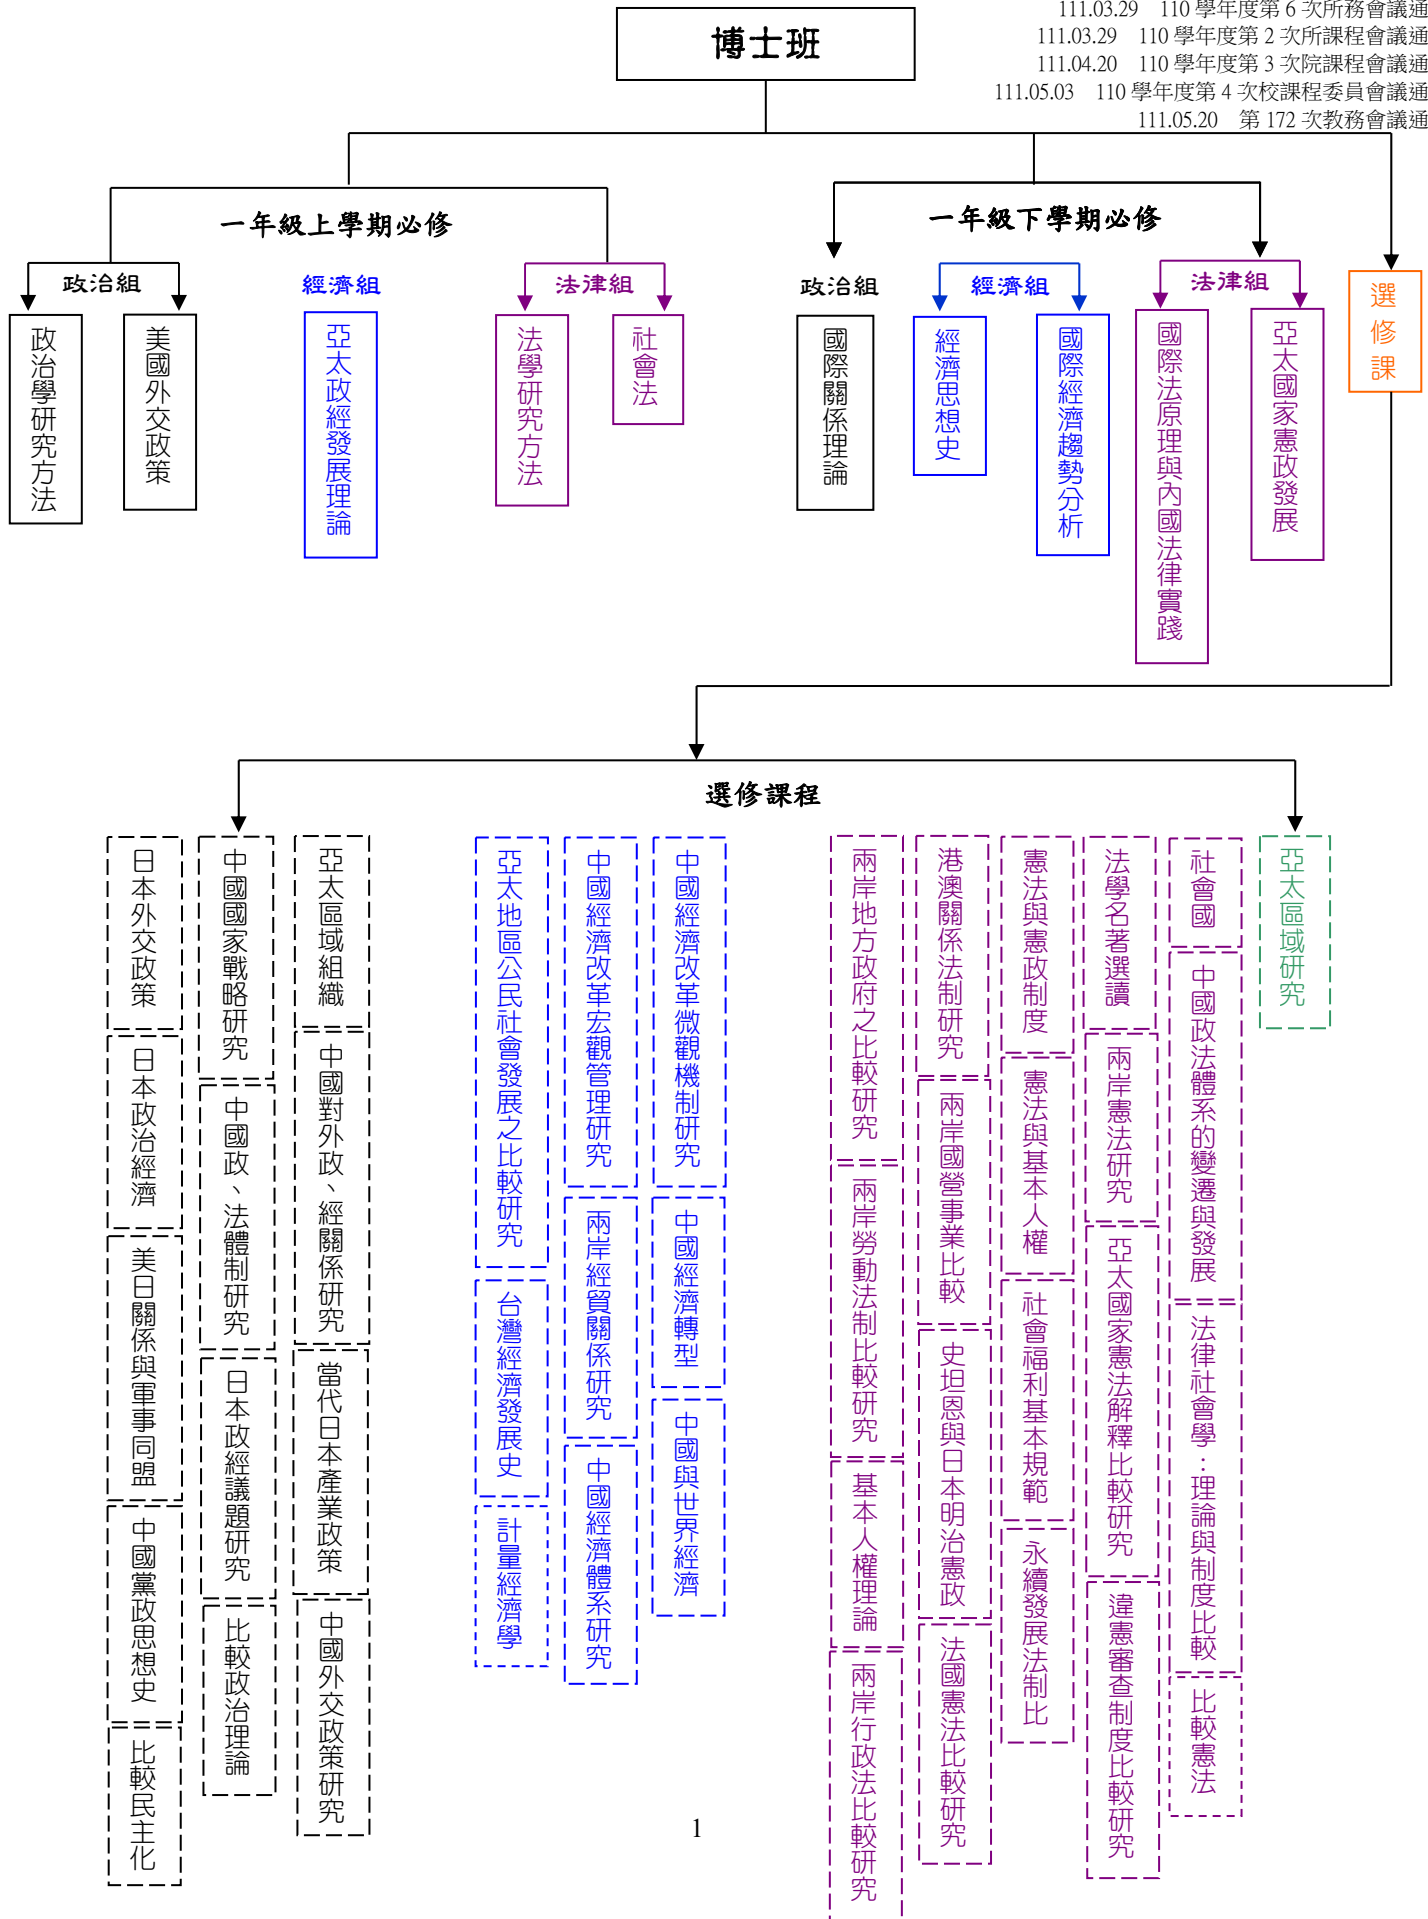 111.03.29 110 學年度第 6 次所務會議通
博士班
111.03.29 110 學年度第 2 次所課程會議通
111.04.20 110 學年度第 3 次院課程會議通
111.05.03 110 學年度第 4 次校課程委員會議通
111.05.20 第 172 次教務會議通
一年級上學期必修
一年級下學期必修
政治組
經濟組
法律組
政治組
經濟組
法律組
政治學研究方法
美國外交政策
亞太政經發展理論
法學研究方法
社會法
國際關係理論
經濟思想史
國際經濟趨勢分析
國際法原理與內國法律實踐
亞太國家憲政發展
選修課
選修課程
日本外交政策
日本政治經濟
美日關係與軍事同盟
中國黨政思想史
比較民主化
中國國家戰略研究
中國政、法體制研究
日本政經議題研究
比較政治理論
亞太區域組織
中國對外政、經關係研究
當代日本產業政策
中國外交政策研究
亞太地區公民社會發展之比較研究
台灣經濟發展史
計量經濟學
中國經濟改革宏觀管理研究
兩岸經貿關係研究
中國經濟體系研究
中國經濟改革微觀機制研究
中國經濟轉型
中國與世界經濟
兩岸地方政府之比較研究
兩岸勞動法制比較研究
基本人權理論
兩岸行政法比較研究
港澳關係法制研究
兩岸國營事業比較
史坦恩與日本明治憲政
法國憲法比較研究
憲法與憲政制度
憲法與基本人權
社會福利基本規範
永續發展法制比
法學名著選讀
兩岸憲法研究
亞太國家憲法解釋比較研究
違憲審查制度比較研究
社會國
中國政法體系的變遷與發展
法律社會學：理論與制度比較
比較憲法
亞太區域研究
1